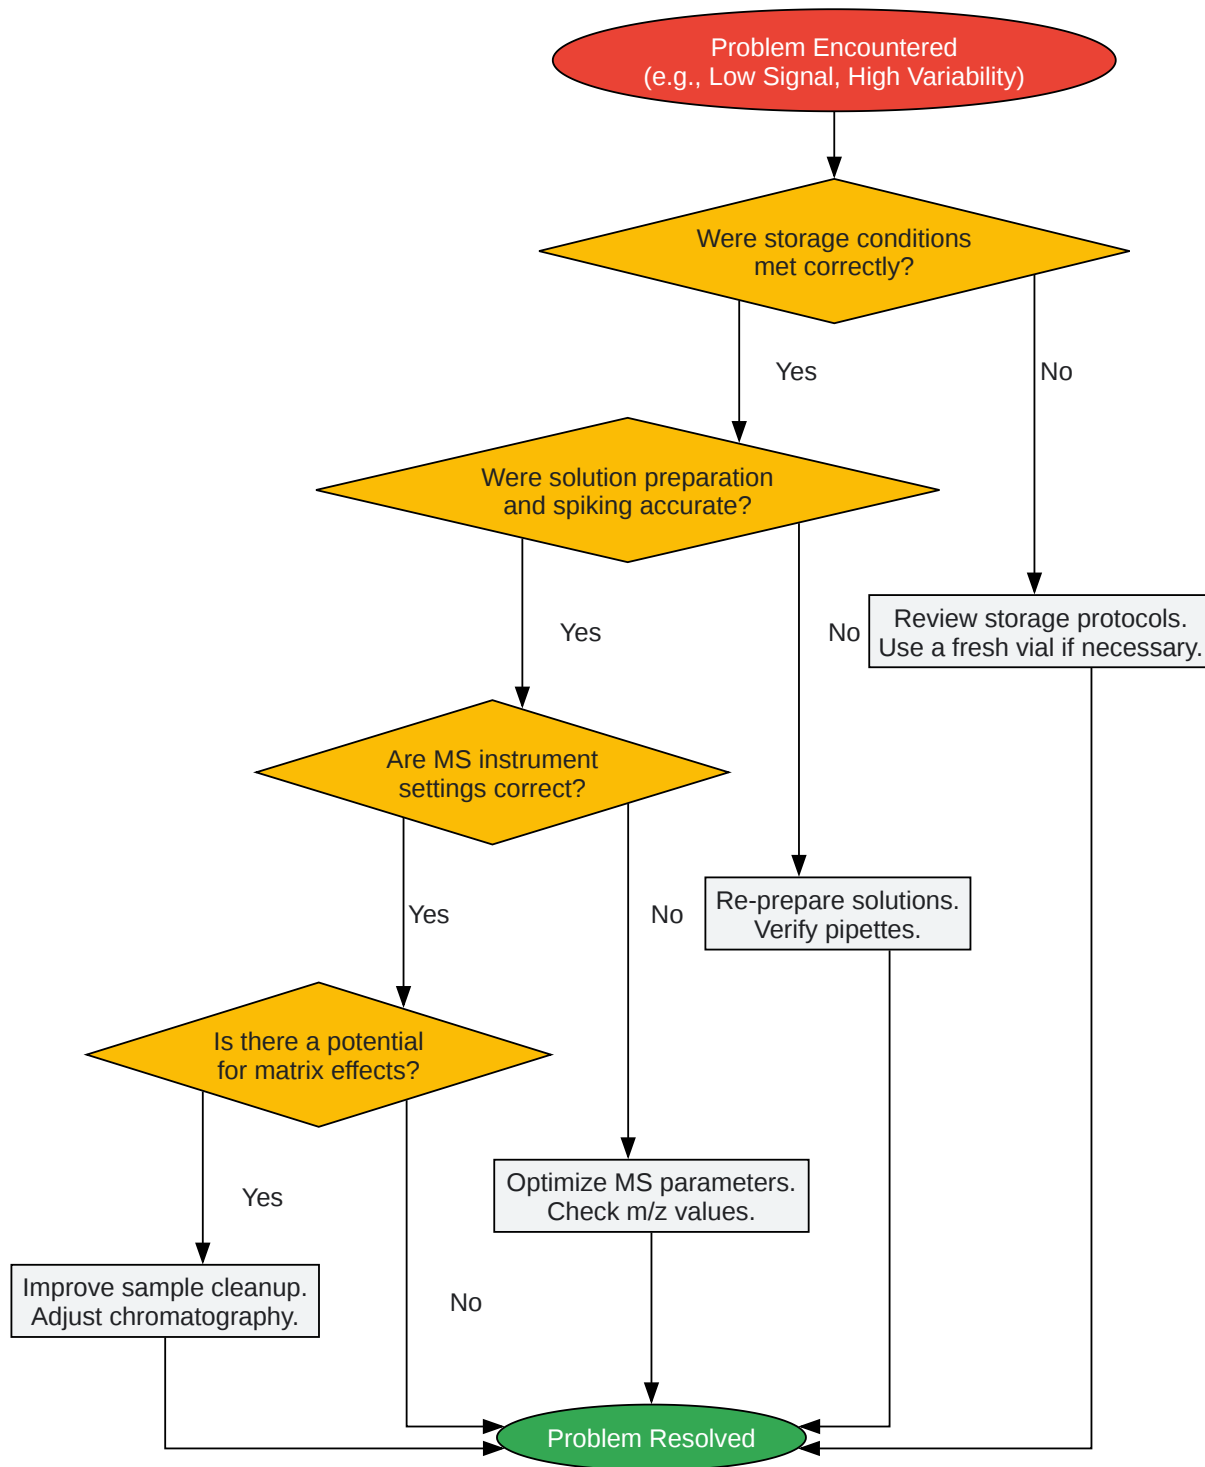 Problem Encountered
(e.g., Low Signal, High Variability)
Were storage conditions
met correctly?
Yes
No
Were solution preparation
and spiking accurate?
Yes
No
Review storage protocols.
Use a fresh vial if necessary.
Are MS instrument
settings correct?
Yes
No
Re-prepare solutions.
Verify pipettes.
Is there a potential
for matrix effects?
Yes
No
Optimize MS parameters.
Check m/z values.
Improve sample cleanup.
Adjust chromatography.
Problem Resolved